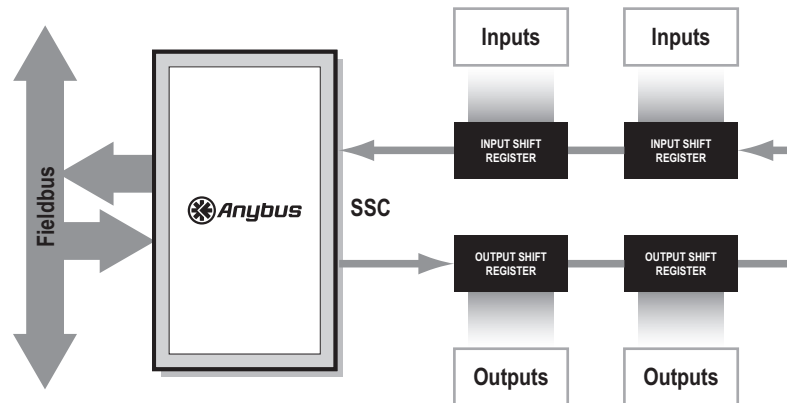 Inputs
Inputs
INPUT SHIFT
REGISTER
INPUT SHIFT
REGISTER
Fieldbus
Anybus
SSC
OUTPUT SHIFT
REGISTER
OUTPUT SHIFT
REGISTER
Outputs
Outputs